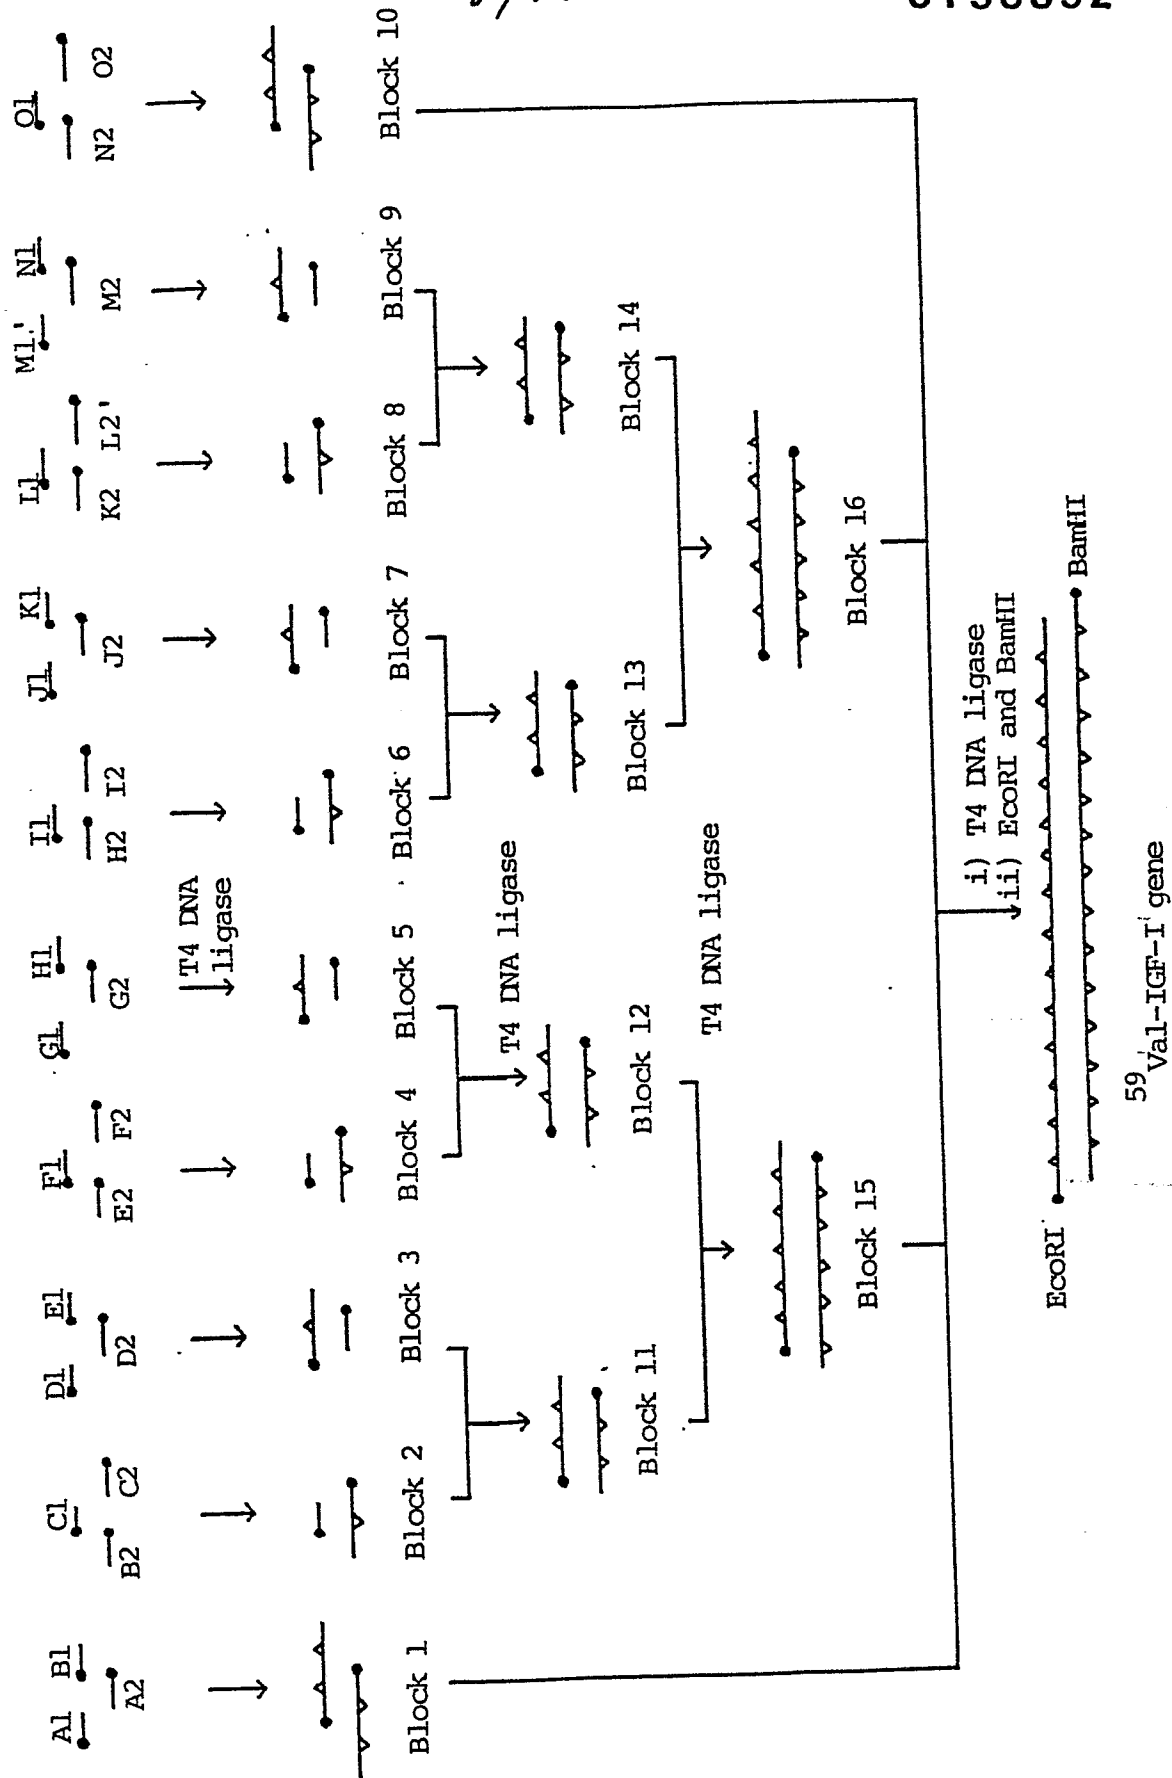 A1 B1
A2
C1
B2 C2
D1 E1
D2
F1
E2 F2
G1 H1
G2
I1
H2 I2
J1 K1
J2
L1
K2 L2'
M1' N1
M2
O1
N2 O2
T4 DNA
ligase
Block 1
Block 2
Block 3
Block 4
Block 5
Block 6
Block 7
Block 8
Block 9
Block 10
T4 DNA ligase
Block 11
Block 12
Block 13
Block 14
T4 DNA ligase
Block 15
Block 16
i) T4 DNA ligase
ii) EcoRI and BamHI
EcoRI
BamHI
59Val-IGF-I gene